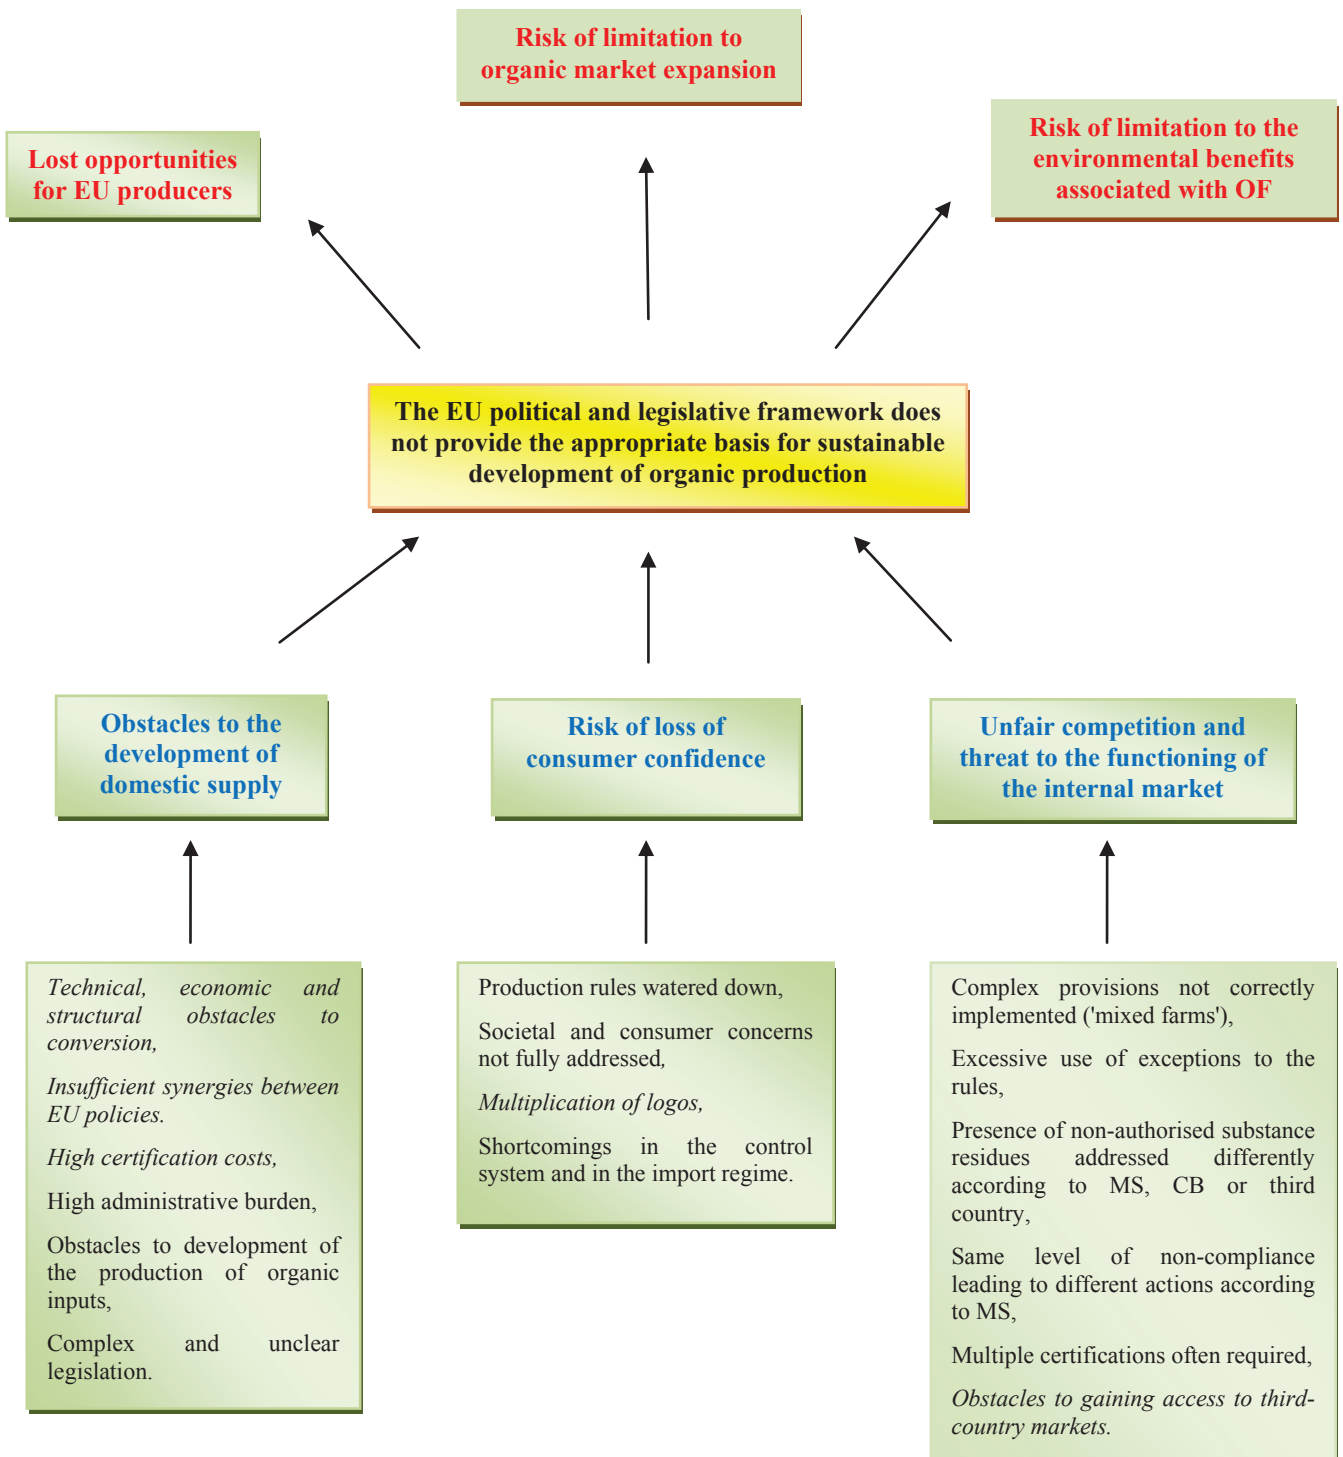 Risk of limitation to
organic market expansion
Lost opportunities
for EU producers
Risk of limitation to the
environmental benefits
associated with OF
The EU political and legislative framework does
not provide the appropriate basis for sustainable
development of organic production
Obstacles to the
development of
domestic supply
Risk of loss of
consumer confidence
Unfair competition and
threat to the functioning of
the internal market
Technical, economic and
structural obstacles to
conversion,
Insufficient synergies between
EU policies.
High certification costs,
High administrative burden,
Obstacles to development of
the production of organic
inputs,
Complex and unclear
legislation.
Production rules watered down,
Societal and consumer concerns
not fully addressed,
Multiplication of logos,
Shortcomings in the control
system and in the import regime.
Complex provisions not correctly
implemented ('mixed farms'),
Excessive use of exceptions to the
rules,
Presence of non-authorised substance
residues addressed differently
according to MS, CB or third
country,
Same level of non-compliance
leading to different actions according
to MS,
Multiple certifications often required,
Obstacles to gaining access to third-
country markets.